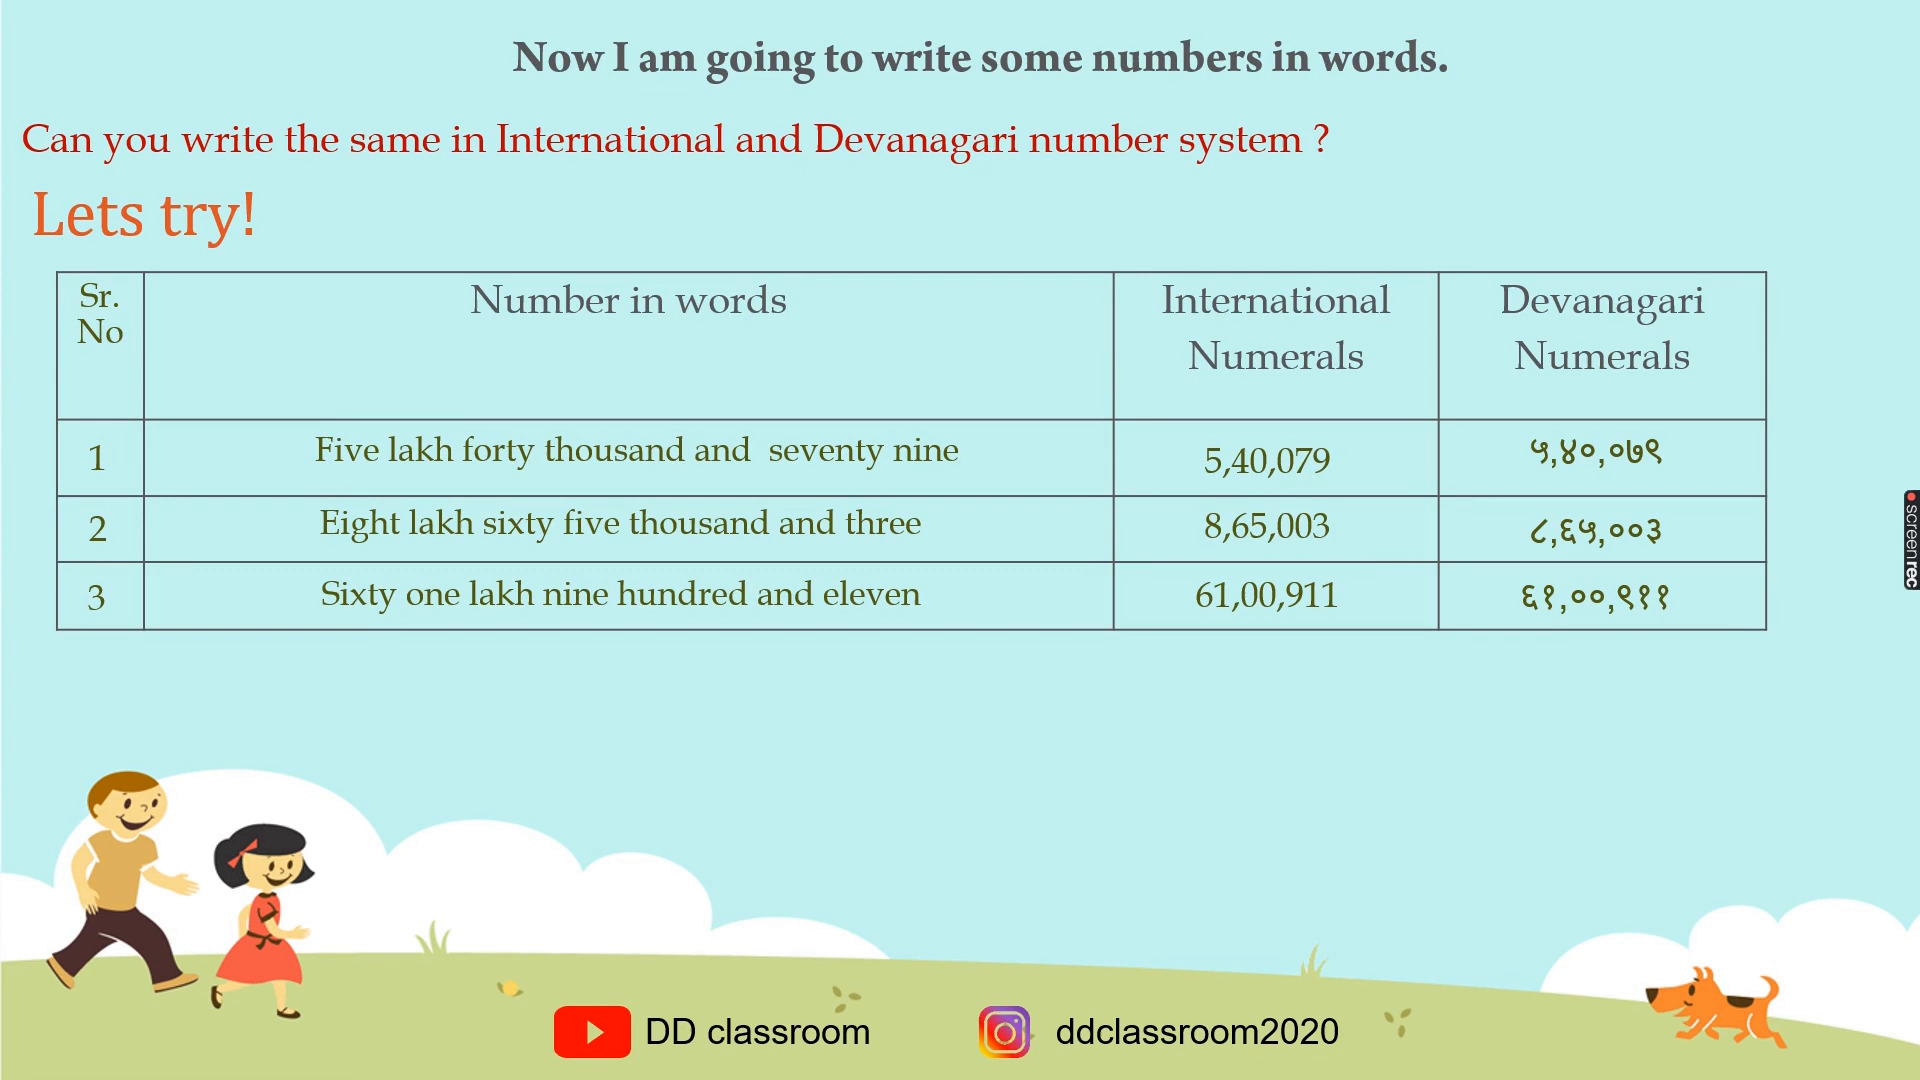 Now I am going to write some numbers in words.
Can you write the same in International and Devanagari number system ?
Lets try!
Sr. No
Number in words
International Numerals
Devanagari Numerals
1
Five lakh forty thousand and seventy nine
5,40,079
५,४०,०७९
2
Eight lakh sixty five thousand and three
8,65,003
८,६५,००३
3
Sixty one lakh nine hundred and eleven
61,00,911
६१,००,९११
screenrec
DD classroom
ddclassroom2020